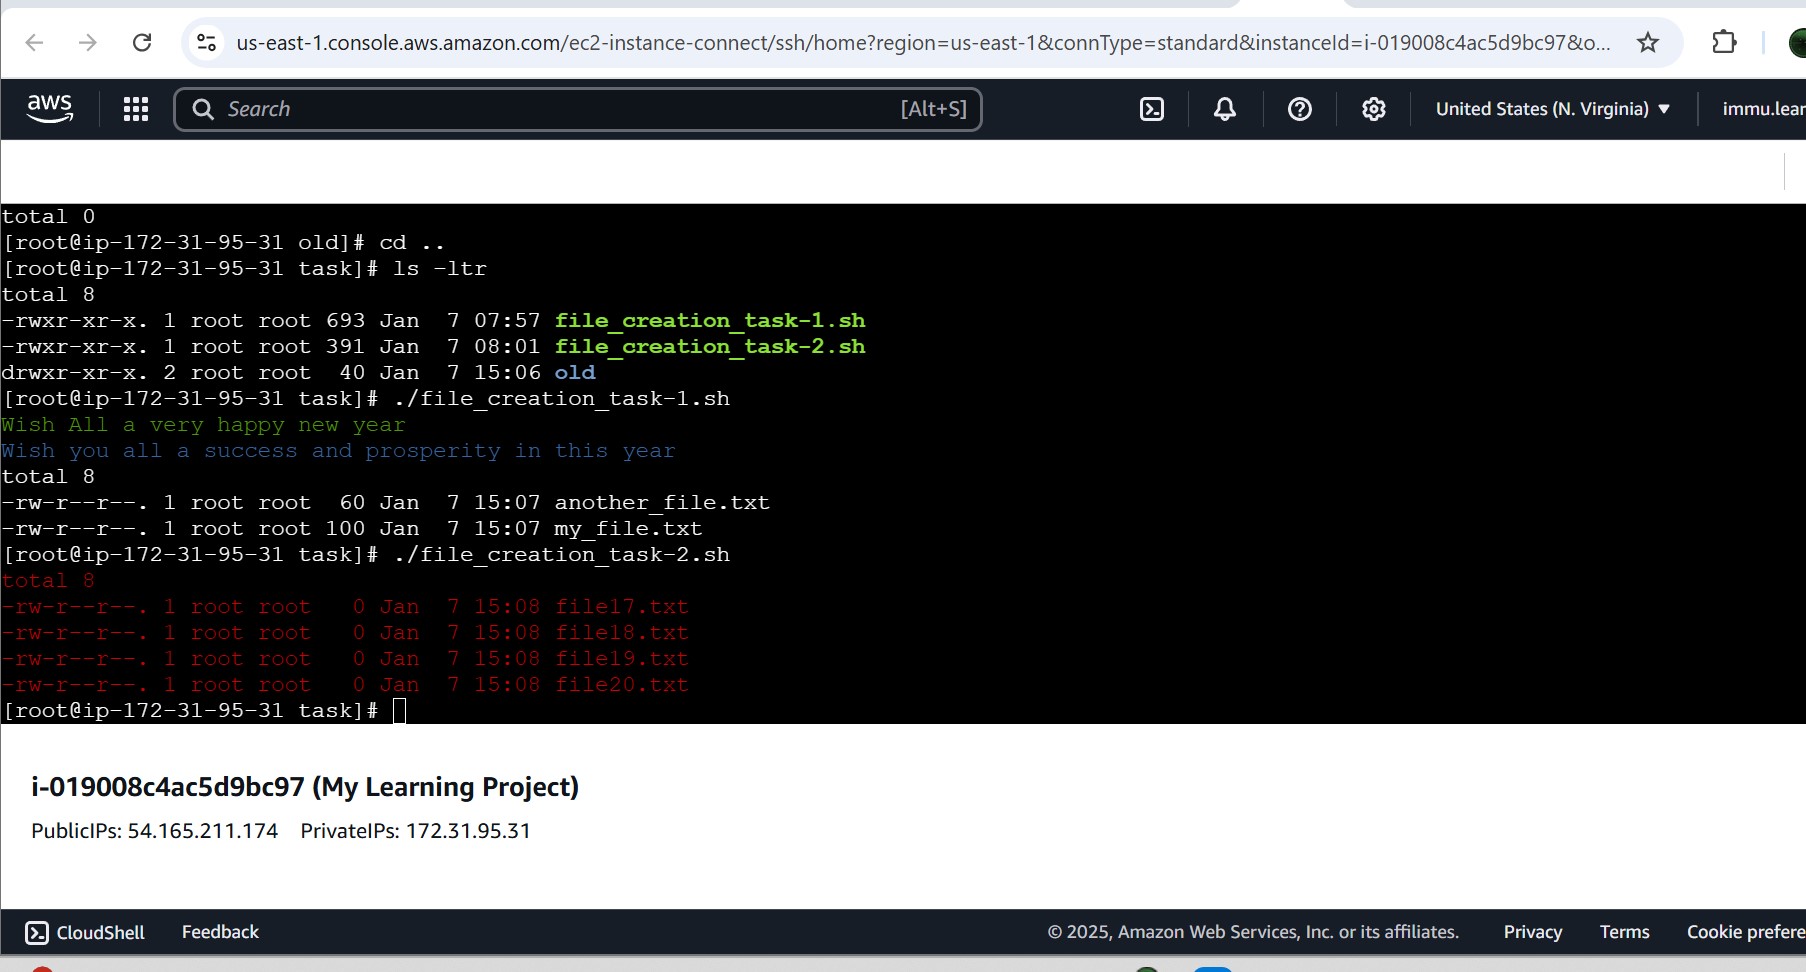 us-east-1.console.aws.amazon.com/ec2-instance-connect/ssh/home?region=us-east-1&connType=standard&instanceId=i-019008c4ac5d9bc97&o...
aws Search [Alt+S] United States (N. Virginia) immu.lear
total 0
[root@ip-172-31-95-31 old]# cd ..
[root@ip-172-31-95-31 task]# ls -ltr
total 8
-rwxr-xr-x. 1 root root 693 Jan  7 07:57 file_creation_task-1.sh
-rwxr-xr-x. 1 root root 391 Jan  7 08:01 file_creation_task-2.sh
drwxr-xr-x. 2 root root  40 Jan  7 15:06 old
[root@ip-172-31-95-31 task]# ./file_creation_task-1.sh
Wish All a very happy new year
Wish you all a success and prosperity in this year
total 8
-rw-r--r--. 1 root root  60 Jan  7 15:07 another_file.txt
-rw-r--r--. 1 root root 100 Jan  7 15:07 my_file.txt
[root@ip-172-31-95-31 task]# ./file_creation_task-2.sh
total 8
-rw-r--r--. 1 root root   0 Jan  7 15:08 file17.txt
-rw-r--r--. 1 root root   0 Jan  7 15:08 file18.txt
-rw-r--r--. 1 root root   0 Jan  7 15:08 file19.txt
-rw-r--r--. 1 root root   0 Jan  7 15:08 file20.txt
[root@ip-172-31-95-31 task]#
i-019008c4ac5d9bc97 (My Learning Project)
PublicIPs: 54.165.211.174 PrivateIPs: 172.31.95.31
CloudShell Feedback © 2025, Amazon Web Services, Inc. or its affiliates. Privacy Terms Cookie prefere